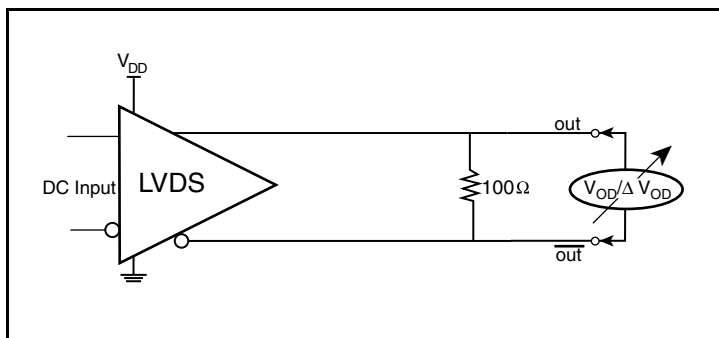 VDD
out
DC Input
LVDS
100Ω
VOD/Δ VOD
out